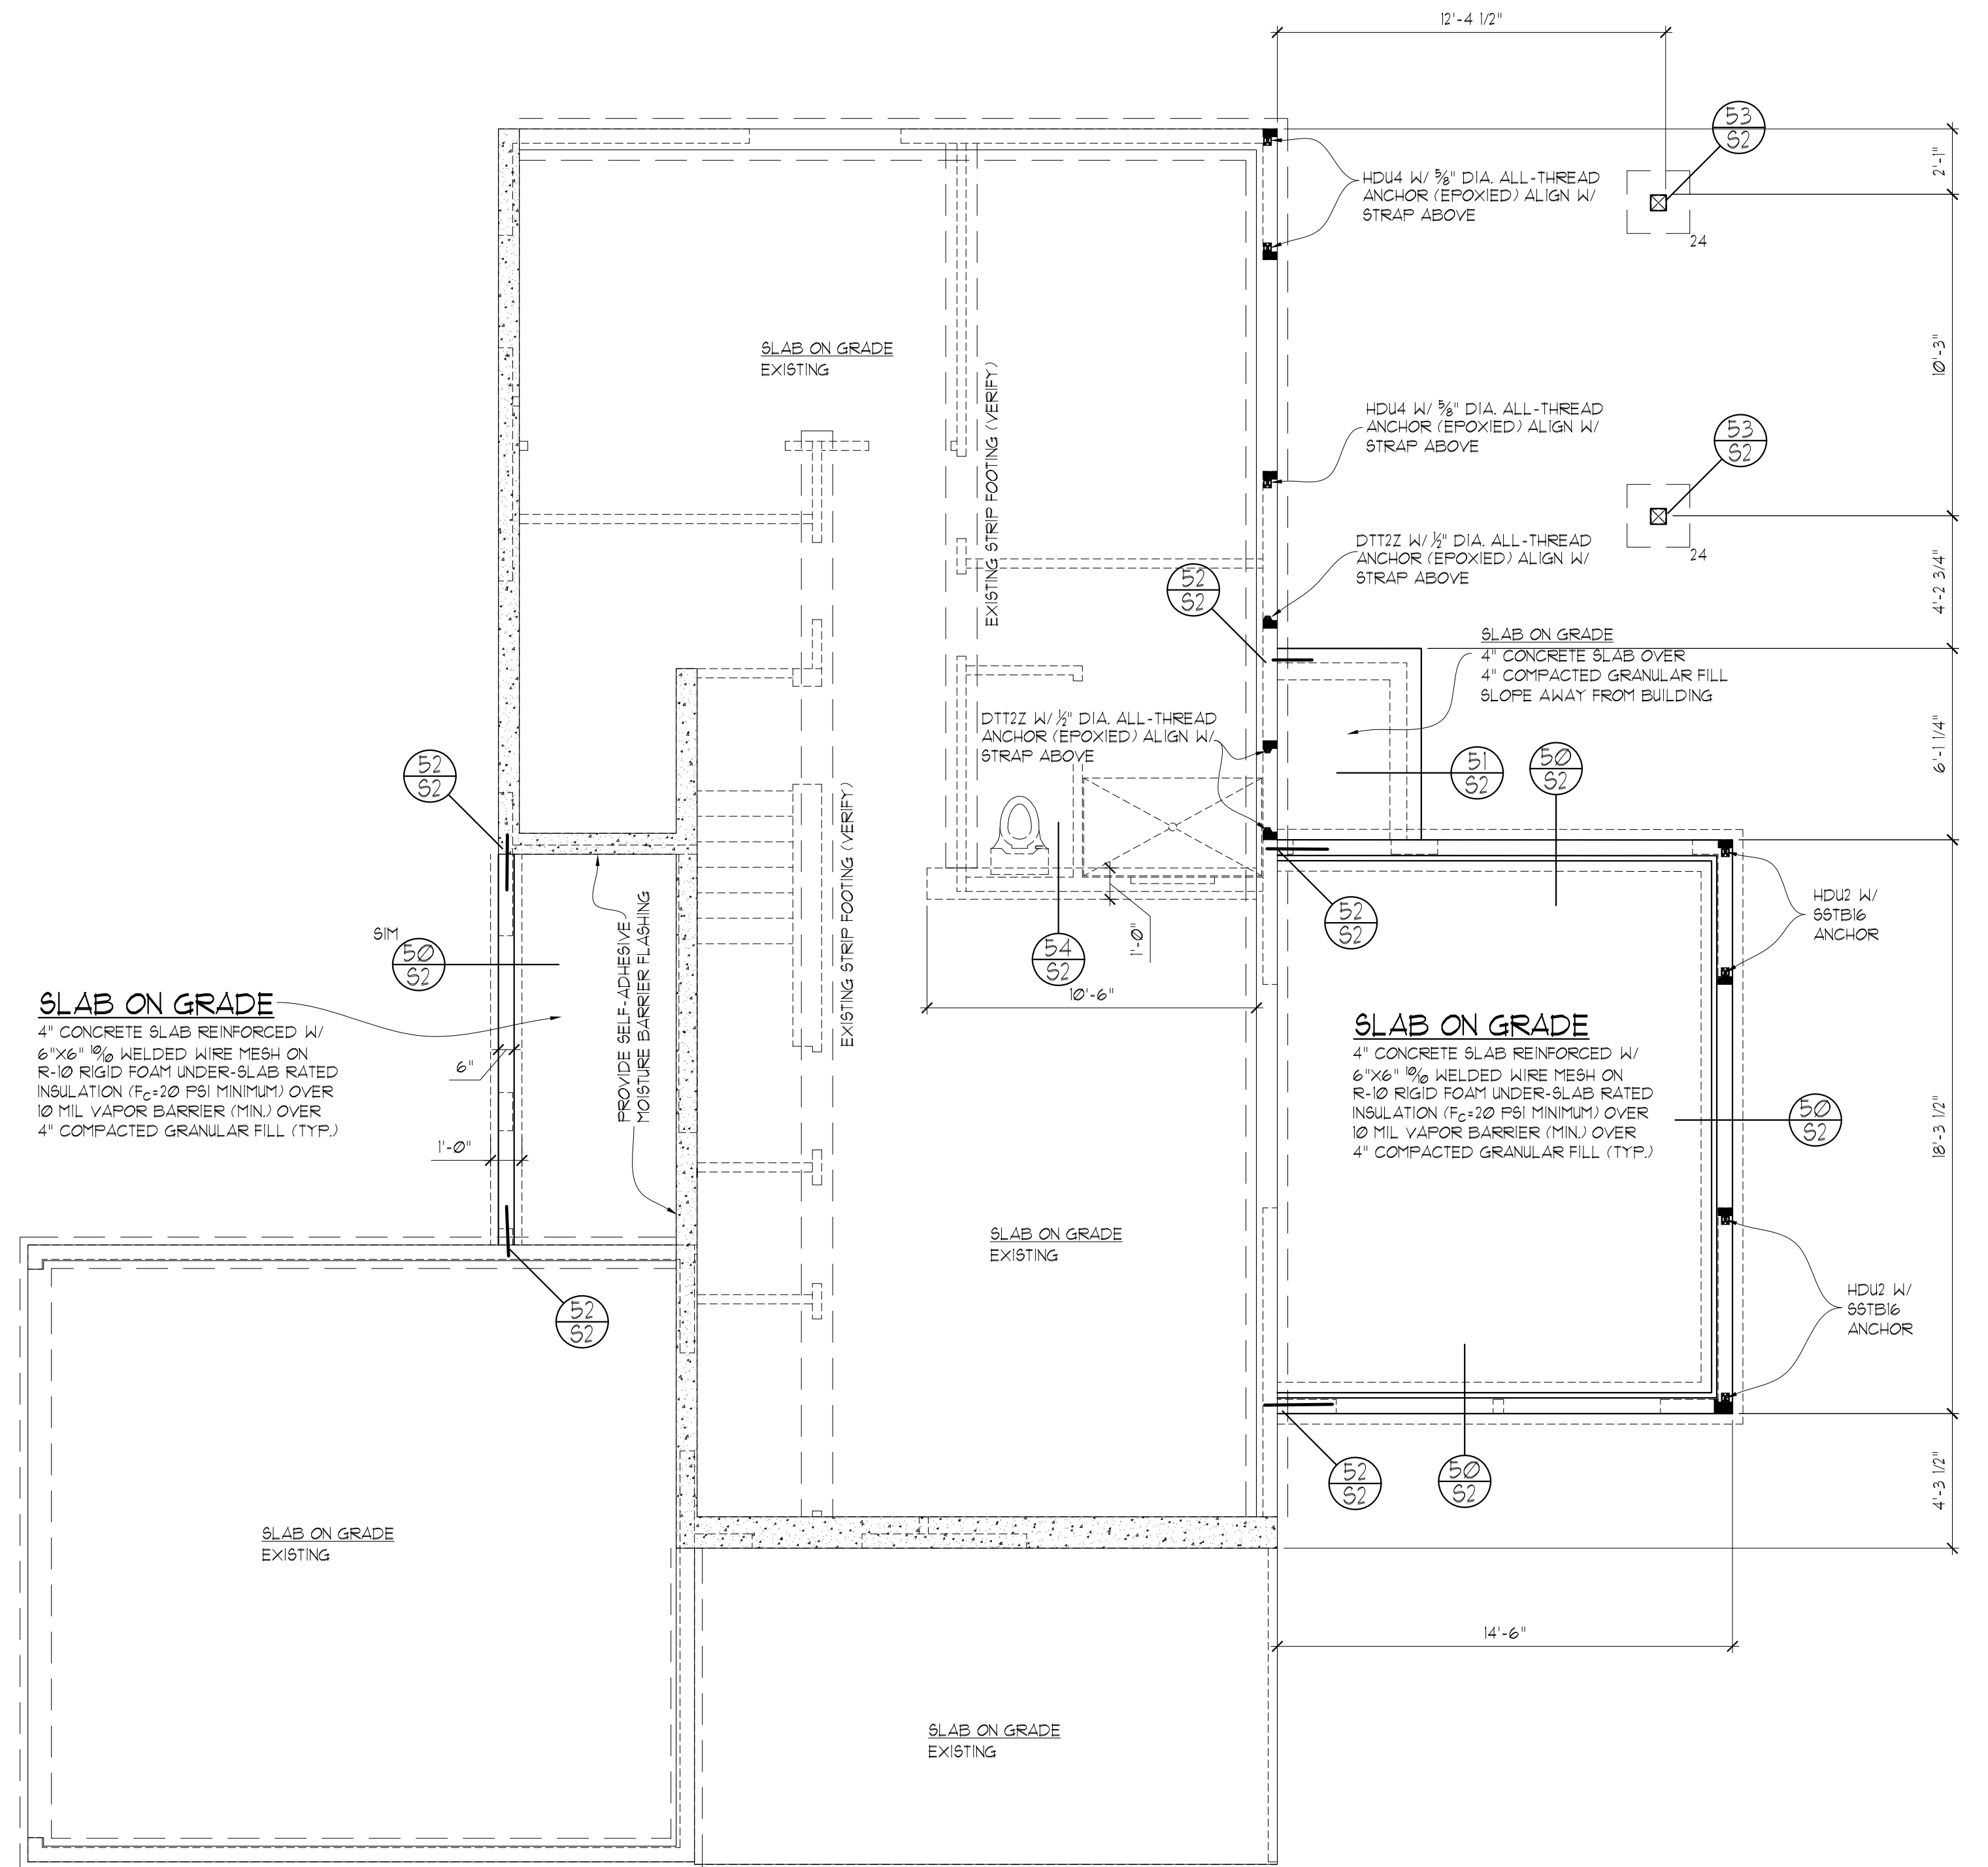 12'-4 1/2"
53
S2
2'-1"
HDU4 W/ ⅝" DIA. ALL-THREAD
ANCHOR (EPOXIED) ALIGN W/
STRAP ABOVE
24
SLAB ON GRADE
EXISTING
10'-3"
EXISTING STRIP FOOTING (VERIFY)
HDU4 W/ ⅝" DIA. ALL-THREAD
ANCHOR (EPOXIED) ALIGN W/
STRAP ABOVE
53
S2
24
DTT2Z W/ ½" DIA. ALL-THREAD
ANCHOR (EPOXIED) ALIGN W/
STRAP ABOVE
52
S2
4'-2 3/4"
SLAB ON GRADE
4" CONCRETE SLAB OVER
4" COMPACTED GRANULAR FILL
SLOPE AWAY FROM BUILDING
DTT2Z W/ ½" DIA. ALL-THREAD
ANCHOR (EPOXIED) ALIGN W/
STRAP ABOVE
6'-1 1/4"
52
S2
51
S2
50
S2
EXISTING STRIP FOOTING (VERIFY)
PROVIDE SELF-ADHESIVE
MOISTURE BARRIER FLASHING
HDU2 W/
SSTB16
ANCHOR
52
S2
SIM
50
S2
54
S2
1'-0"
10'-6"
SLAB ON GRADE
4" CONCRETE SLAB REINFORCED W/
6"X6" 10/10 WELDED WIRE MESH ON
R-10 RIGID FOAM UNDER-SLAB RATED
INSULATION (FC=20 PSI MINIMUM) OVER
10 MIL VAPOR BARRIER (MIN.) OVER
4" COMPACTED GRANULAR FILL (TYP.)
6"
1'-0"
SLAB ON GRADE
4" CONCRETE SLAB REINFORCED W/
6"X6" 10/10 WELDED WIRE MESH ON
R-10 RIGID FOAM UNDER-SLAB RATED
INSULATION (FC=20 PSI MINIMUM) OVER
10 MIL VAPOR BARRIER (MIN.) OVER
4" COMPACTED GRANULAR FILL (TYP.)
50
S2
18'-3 1/2"
SLAB ON GRADE
EXISTING
HDU2 W/
SSTB16
ANCHOR
52
S2
52
S2
50
S2
4'-3 1/2"
SLAB ON GRADE
EXISTING
14'-6"
SLAB ON GRADE
EXISTING